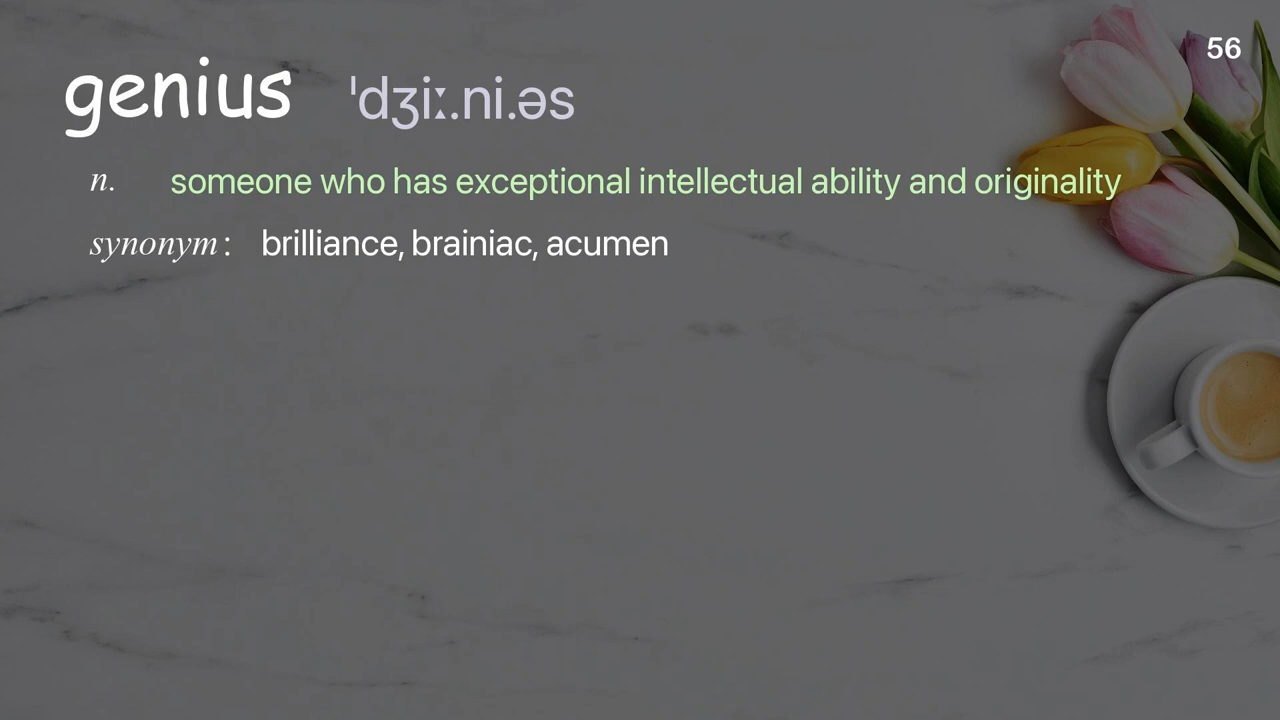 56
genius ˈdʒiː.ni.əs
n. someone who has exceptional intellectual ability and originality
synonym : brilliance, brainiac, acumen